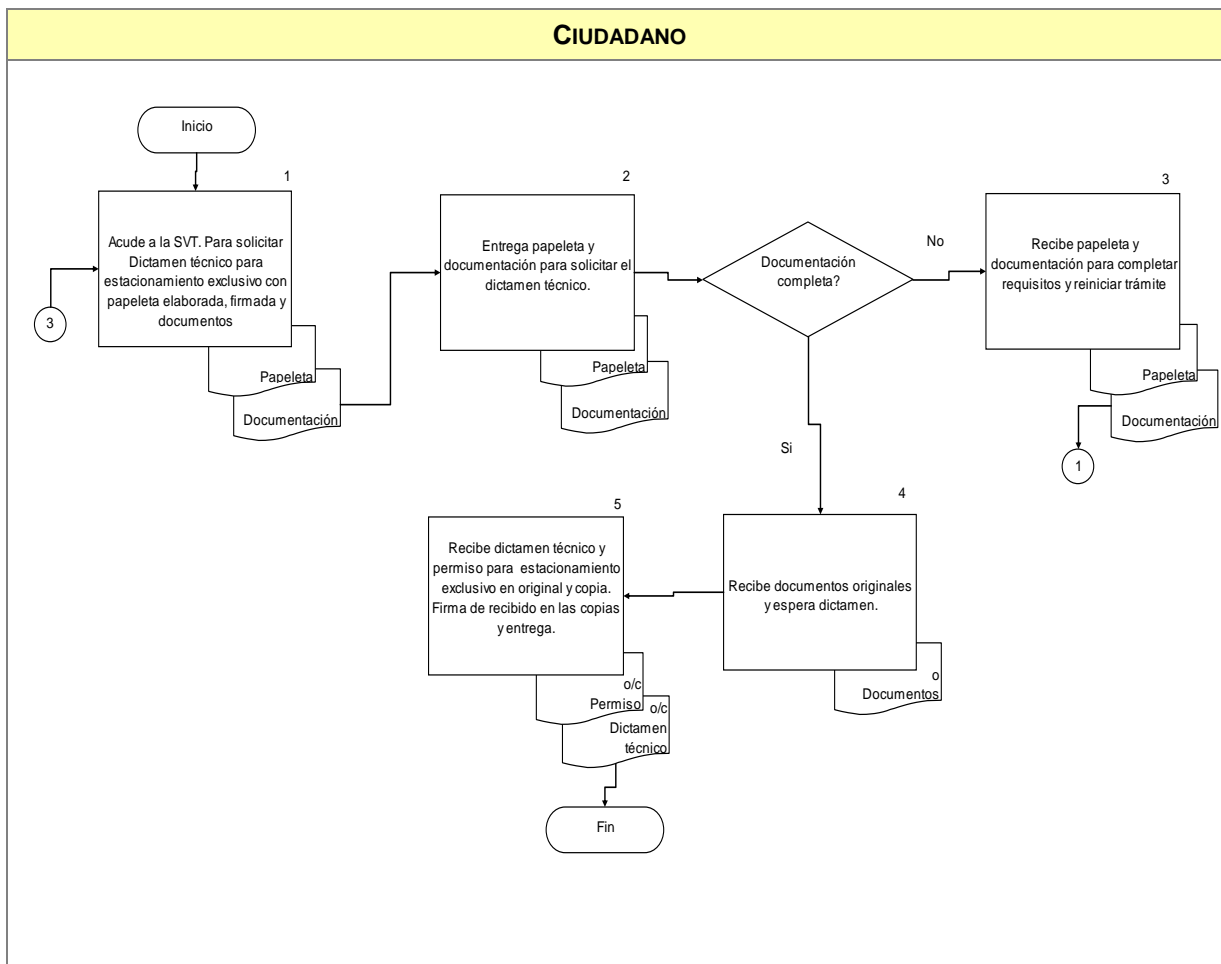 CIUDADANO
Inicio
1
Acude a la SVT. Para solicitar
Dictamen técnico para
estacionamiento exclusivo con
papeleta elaborada, firmada y
documentos
3
Papeleta
Documentación
2
Entrega papeleta y
documentación para solicitar el
dictamen técnico.
Papeleta
Documentación
Documentación
completa?
No
Si
3
Recibe papeleta y
documentación para completar
requisitos y reiniciar trámite
Papeleta
Documentación
1
4
Recibe documentos originales
y espera dictamen.
o
Documentos
5
Recibe dictamen técnico y
permiso para estacionamiento
exclusivo en original y copia.
Firma de recibido en las copias
y entrega.
o/c
Permiso
o/c
Dictamen
técnico
Fin